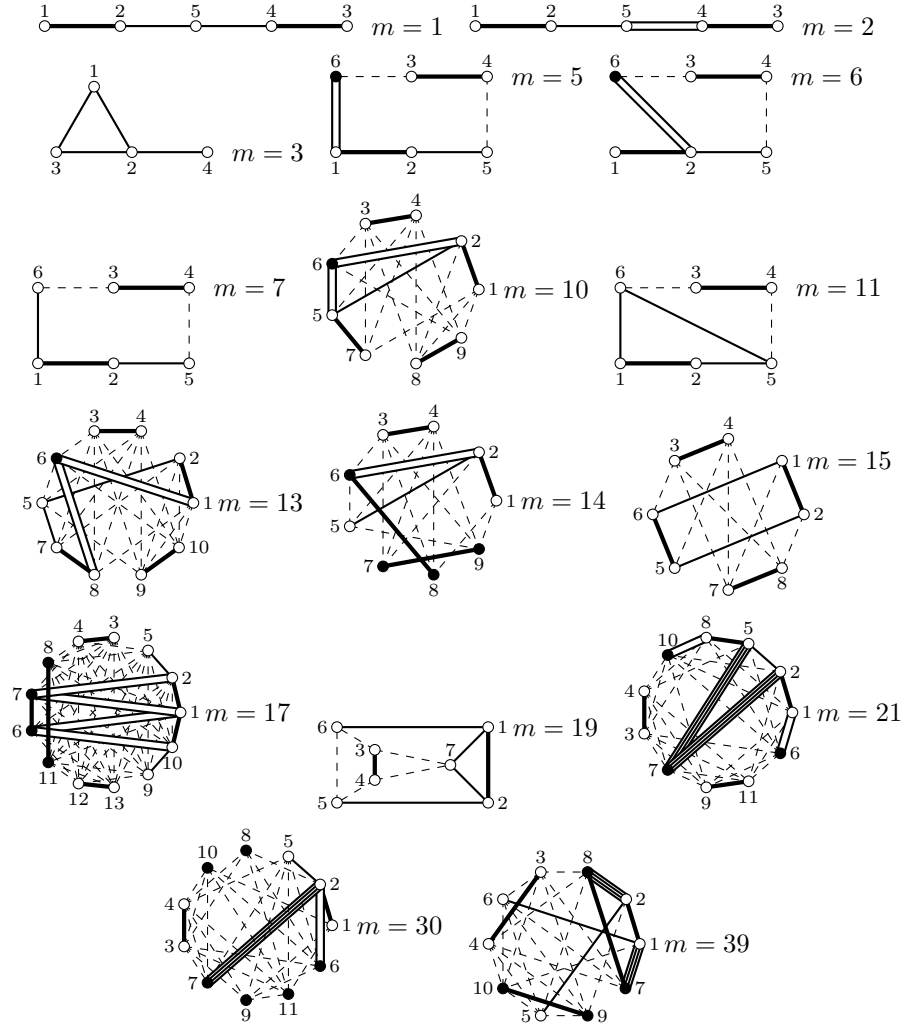 1 2 5 4 3 m = 1
1 2 5 4 3 m = 2
1 3 2 4 m = 3
6 3 4 1 2 5 m = 5
6 3 4 1 2 5 m = 6
6 3 4 1 2 5 m = 7
3 4 2 6 1 5 7 9 8 m = 10
6 3 4 1 2 5 m = 11
3 4 6 2 5 1 7 10 8 9 m = 13
3 4 2 6 1 5 7 9 8 m = 14
4 3 1 6 2 5 8 7 m = 15
4 3 5 8 2 7 1 6 10 11 9 12 13 m = 17
6 1 3 7 4 5 2 m = 19
8 5 10 2 4 1 3 6 7 11 9 m = 21
8 5 10 2 4 1 3 6 7 11 9 m = 30
3 8 6 2 4 1 10 7 5 9 m = 39